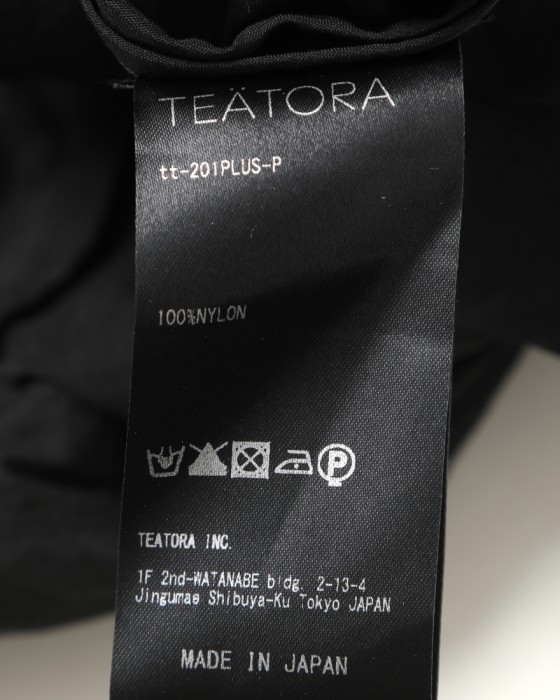 TEÄTORA
tt-201PLUS-P
100%NYLON
P
TEATORA INC.
1F 2nd-WATANABE bldg. 2-13-4
Jingumae Shibuya-Ku Tokyo JAPAN
MADE IN JAPAN